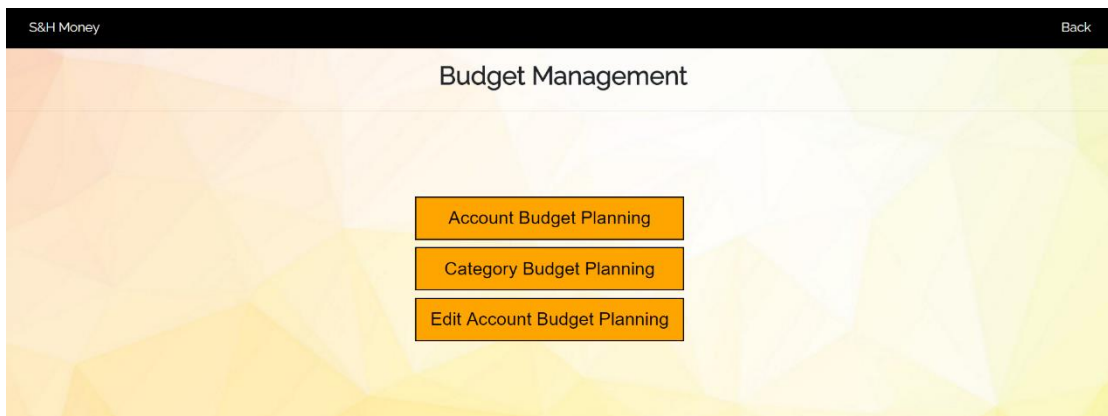 S&H Money
Back
Budget Management
Account Budget Planning
Category Budget Planning
Edit Account Budget Planning